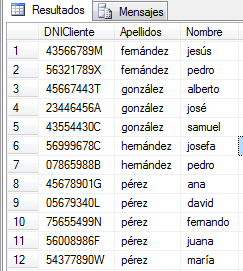 Resultados Mensajes
DNICliente Apellidos Nombre
1 43566789M fernández jesús
2 56321789X fernández pedro
3 45667443T gonzález alberto
4 23446456A gonzález josé
5 43554430C gonzález samuel
6 56999678C hernández josefa
7 07865988B hernández pedro
8 45678901G pérez ana
9 05679340L pérez david
10 75655499N pérez fernando
11 56008986F pérez juana
12 54377890W pérez maría